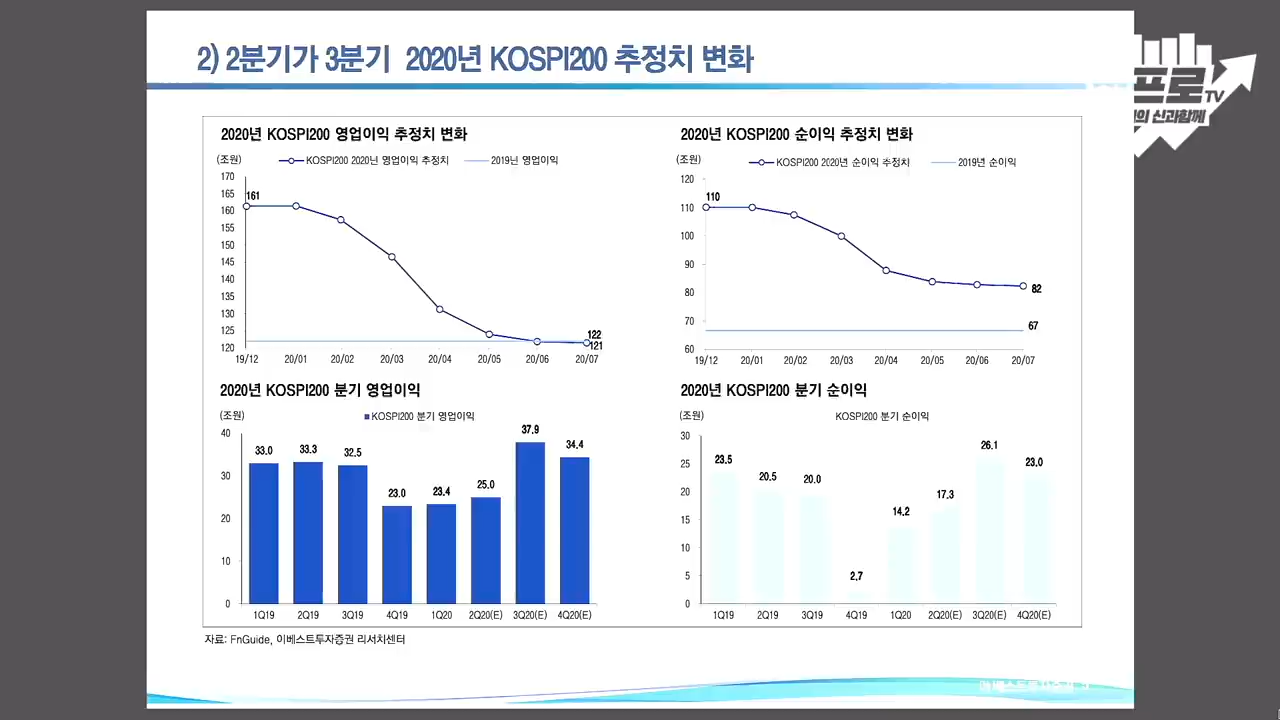 2) 2분기가 3분기 2020년 KOSPI200 추정치 변화
프로TV
의 신과함께
2020년 KOSPI200 영업이익 추정치 변화
(조원)
KOSPI200 2020년 영업이익 추정치
2019년 영업이익
170
165
160
155
150
145
140
135
130
125
120
161
122
121
19/12 20/01 20/02 20/03 20/04 20/05 20/06 20/07
2020년 KOSPI200 순이익 추정치 변화
(조원)
KOSPI200 2020년 순이익 추정치
2019년 순이익
120
110
100
90
80
70
60
110
82
67
19/12 20/01 20/02 20/03 20/04 20/05 20/06 20/07
2020년 KOSPI200 분기 영업이익
(조원)
KOSPI200 분기 영업이익
40
30
20
10
0
33.0 33.3 32.5 23.0 23.4 25.0 37.9 34.4
1Q19 2Q19 3Q19 4Q19 1Q20 2Q20(E) 3Q20(E) 4Q20(E)
2020년 KOSPI200 분기 순이익
(조원)
KOSPI200 분기 순이익
30
25
20
15
10
5
0
23.5 20.5 20.0 2.7 14.2 17.3 26.1 23.0
1Q19 2Q19 3Q19 4Q19 1Q20 2Q20(E) 3Q20(E) 4Q20(E)
자료: FnGuide, 이베스트투자증권 리서치센터